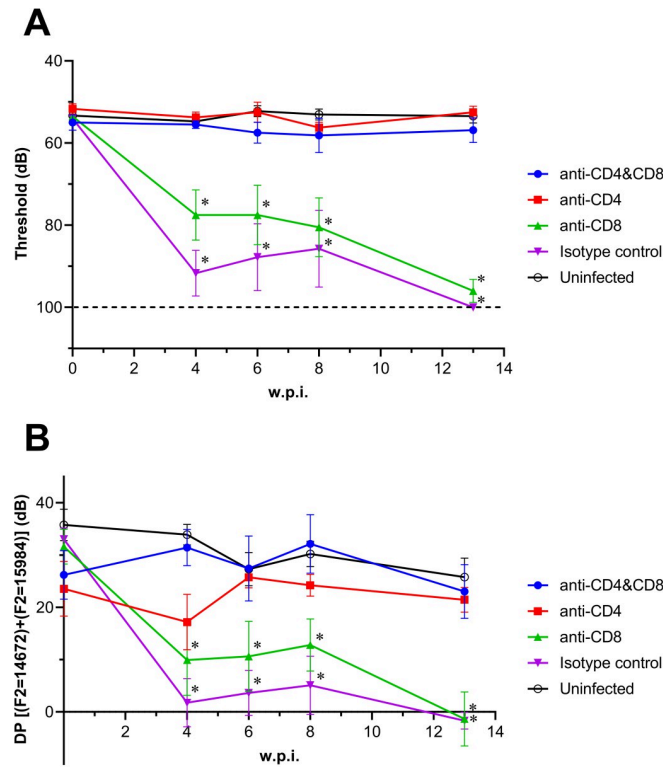 A
40
60
80
100
Threshold (dB)
0 2 4 6 8 10 12 14
w.p.i.
* * * *
* * * *
anti-CD4&CD8
anti-CD4
anti-CD8
Isotype control
Uninfected
B
40
20
0
DP [(F2=14672)+(F2=15984)] (dB)
4 6 8 10 12 14
w.p.i.
* * * *
* * * *
anti-CD4&CD8
anti-CD4
anti-CD8
Isotype control
Uninfected